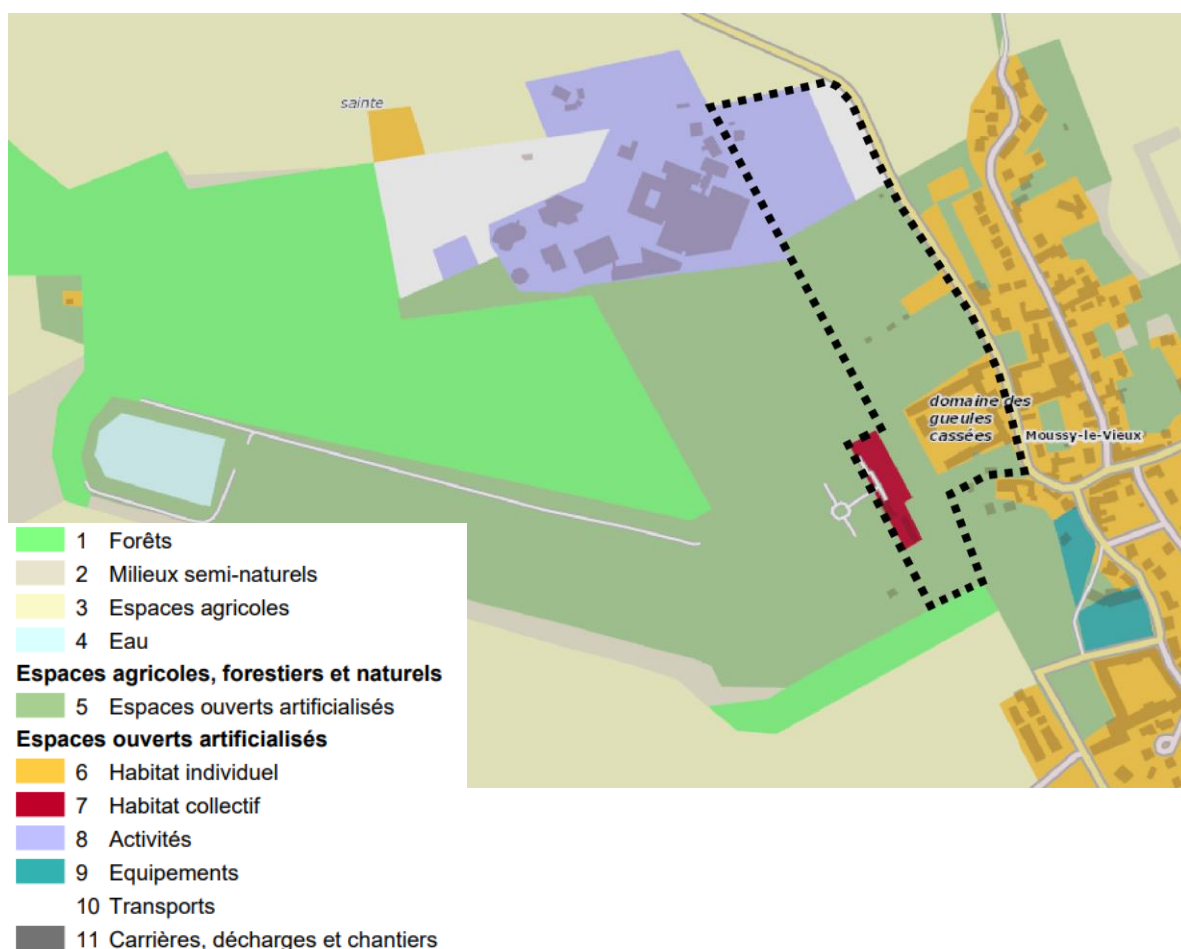 sainte
domaine des
gueules
cassées
Moussy-le-Vieux
1 Forêts
2 Milieux semi-naturels
3 Espaces agricoles
4 Eau
Espaces agricoles, forestiers et naturels
5 Espaces ouverts artificialisés
Espaces ouverts artificialisés
6 Habitat individuel
7 Habitat collectif
8 Activités
9 Equipements
10 Transports
11 Carrières, décharges et chantiers